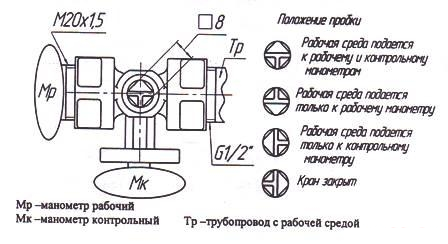 М20х1,5
□ 8
Тр
Мр
G1/2"
Мк
Положение пробки
Рабочая среда подается
к рабочему и контрольному
манометрам
Рабочая среда подается
только к рабочему манометру
Рабочая среда подается
только к контрольному
манометру
Кран закрыт
Мр –манометр рабочий
Мк –манометр контрольный
Тр –трубопровод с рабочей средой